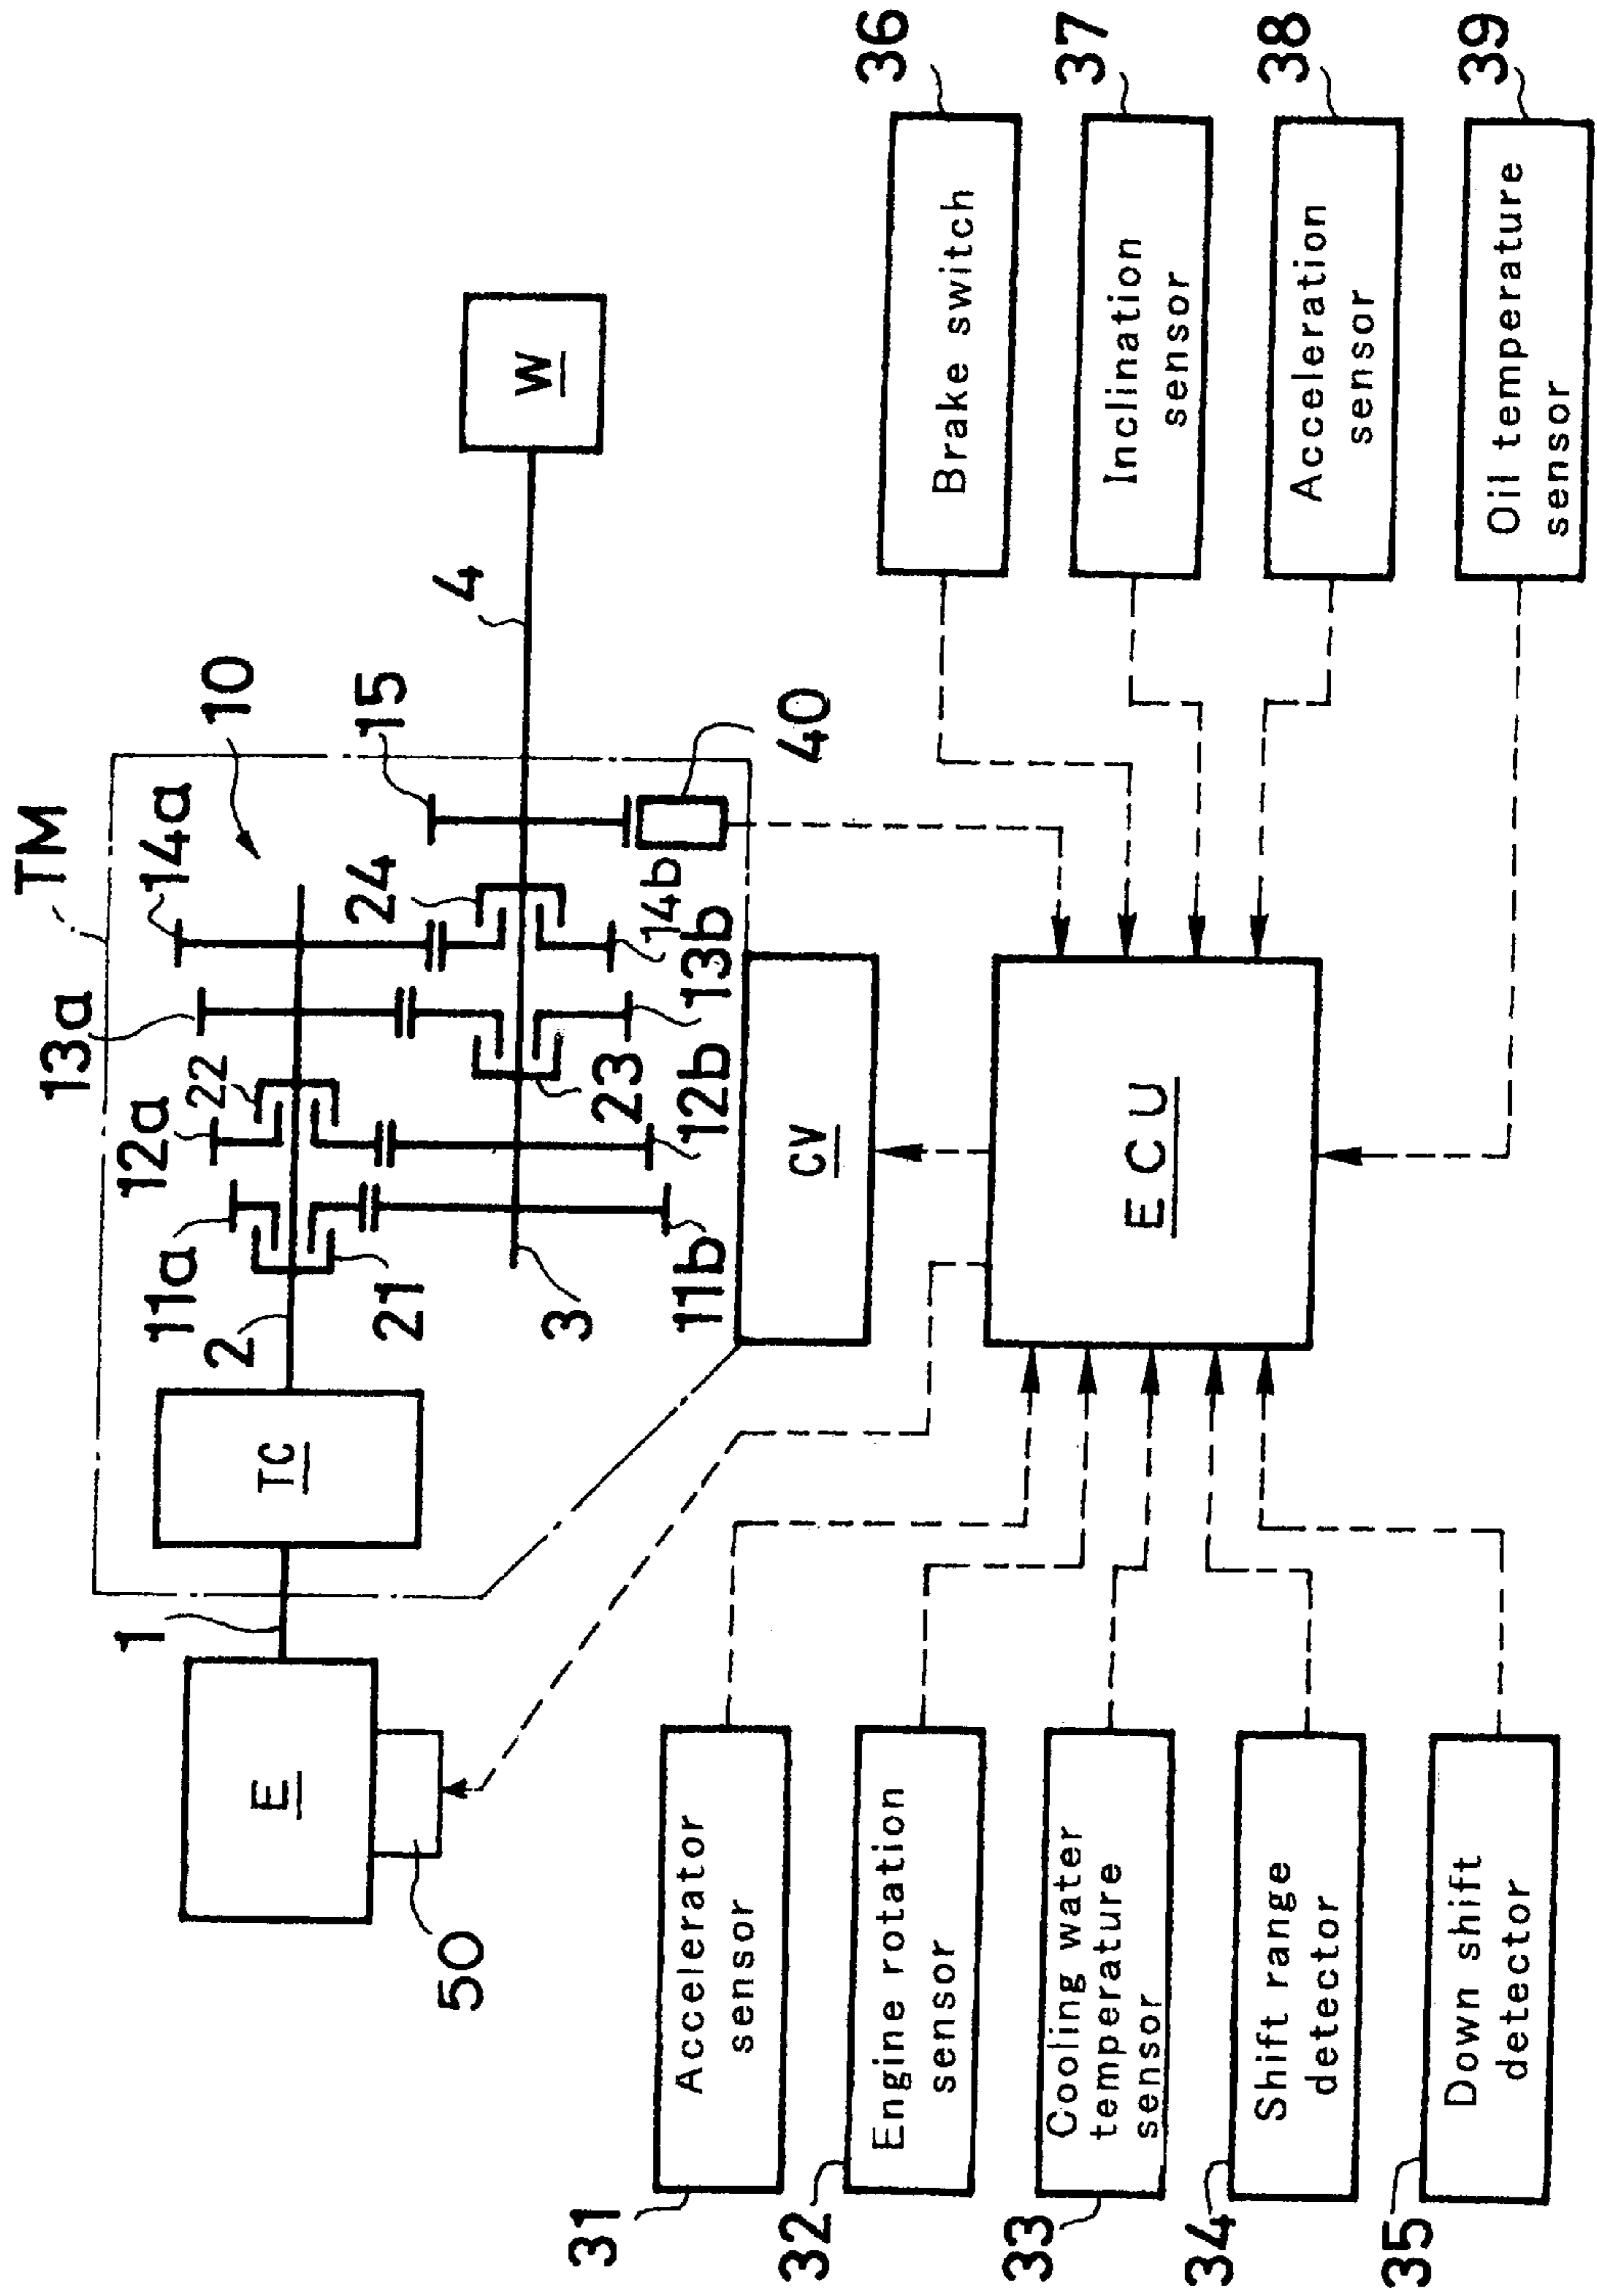 TM
10
14a
13a
12a
22
11a
2
21
24
15
4
W
TC
1
E
50
3
23
14b
13b
12b
11b
40
CV
ECU
31
Accelerator
sensor
32
Engine rotation
sensor
33
Cooling water
temperature
sensor
34
Shift range
detector
35
Down shift
detector
36
Brake switch
37
Inclination
sensor
38
Acceleration
sensor
39
Oil temperature
sensor